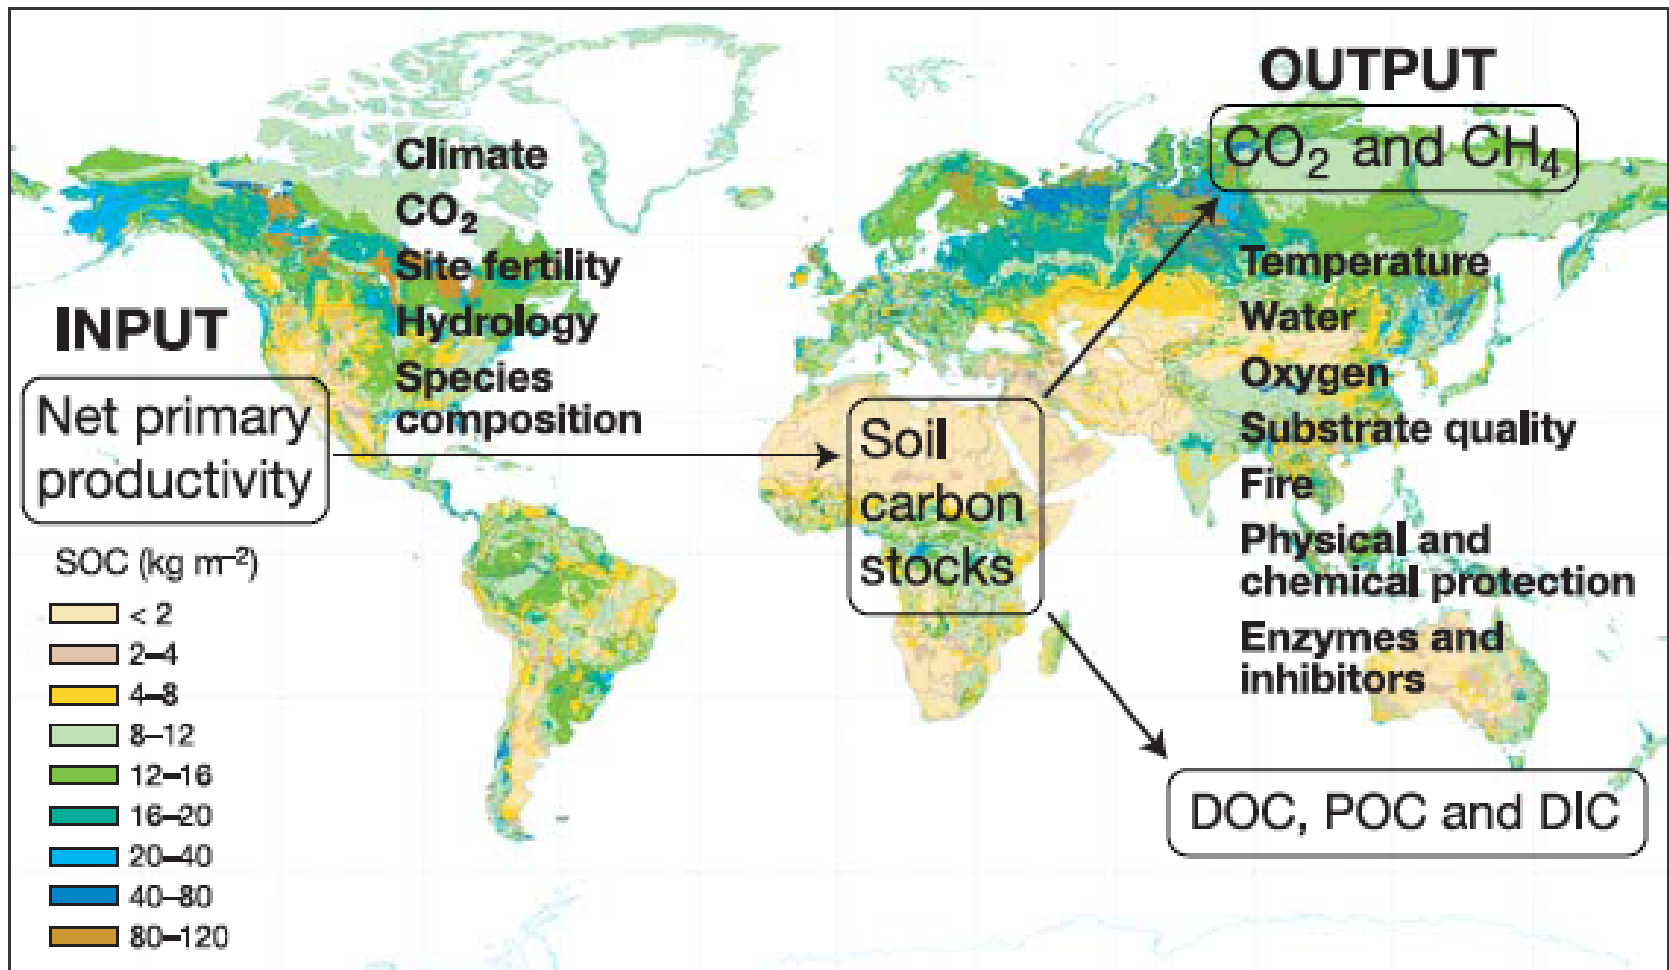 OUTPUT
CO₂ and CH₄
Climate
CO₂
Site fertility
Hydrology
Species
composition
INPUT
Net primary
productivity
Soil
carbon
stocks
Temperature
Water
Oxygen
Substrate quality
Fire
Physical and
chemical protection
Enzymes and
inhibitors
DOC, POC and DIC
SOC (kg m⁻²)
< 2
2–4
4–8
8–12
12–16
16–20
20–40
40–80
80–120